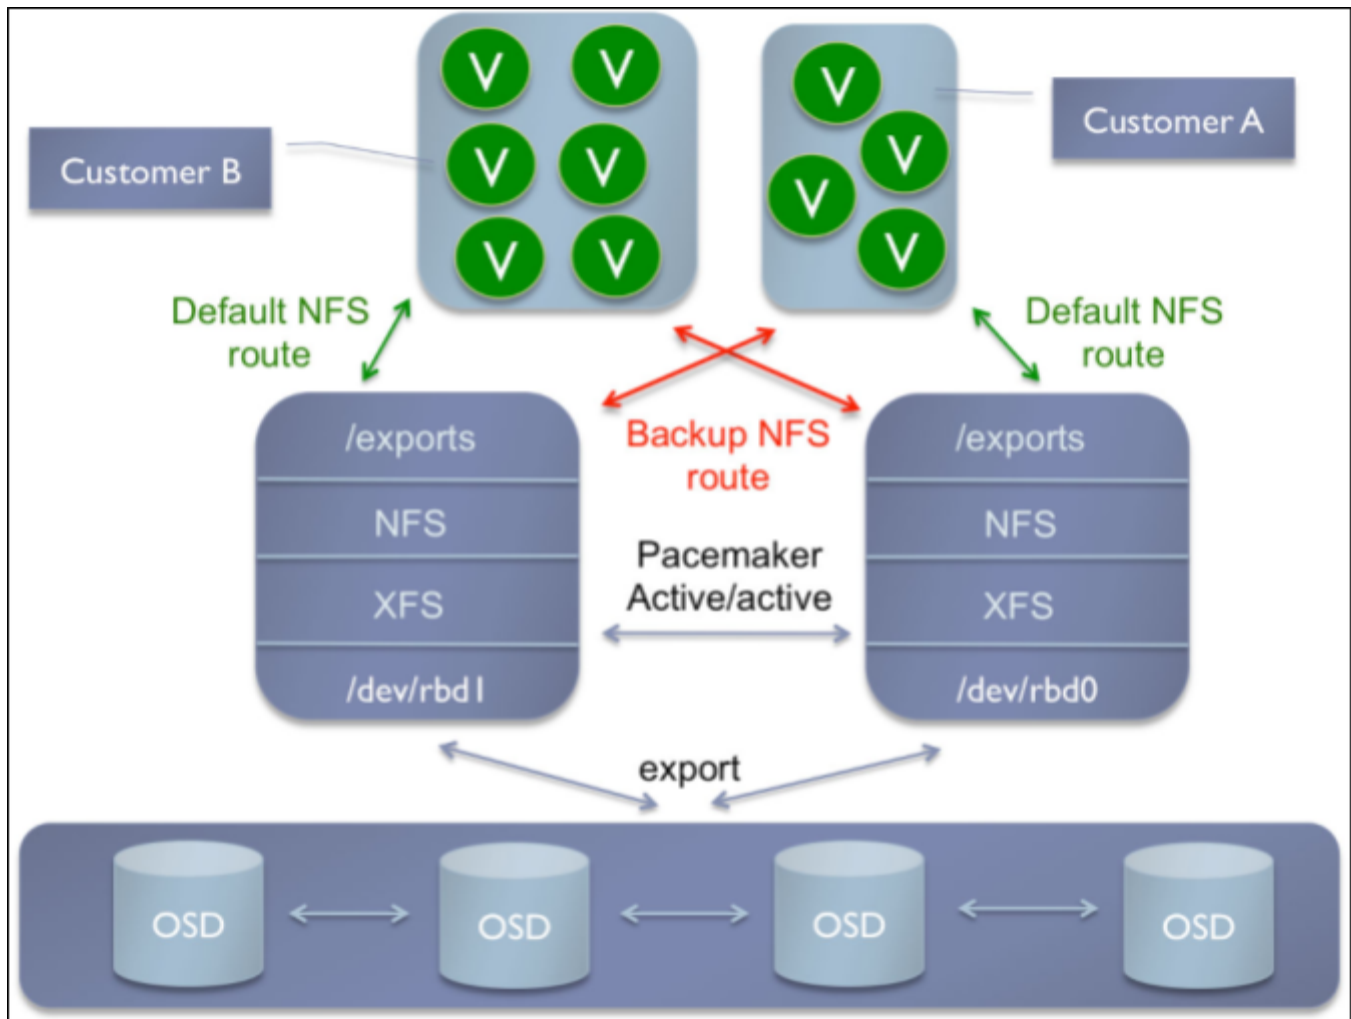 V V
V
V V
V
V
V V
V
Customer B
Customer A
Default NFS
route
Default NFS
route
Backup NFS
route
/exports
NFS
XFS
/dev/rbd1
Pacemaker
Active/active
/exports
NFS
XFS
/dev/rbd0
export
OSD
OSD
OSD
OSD